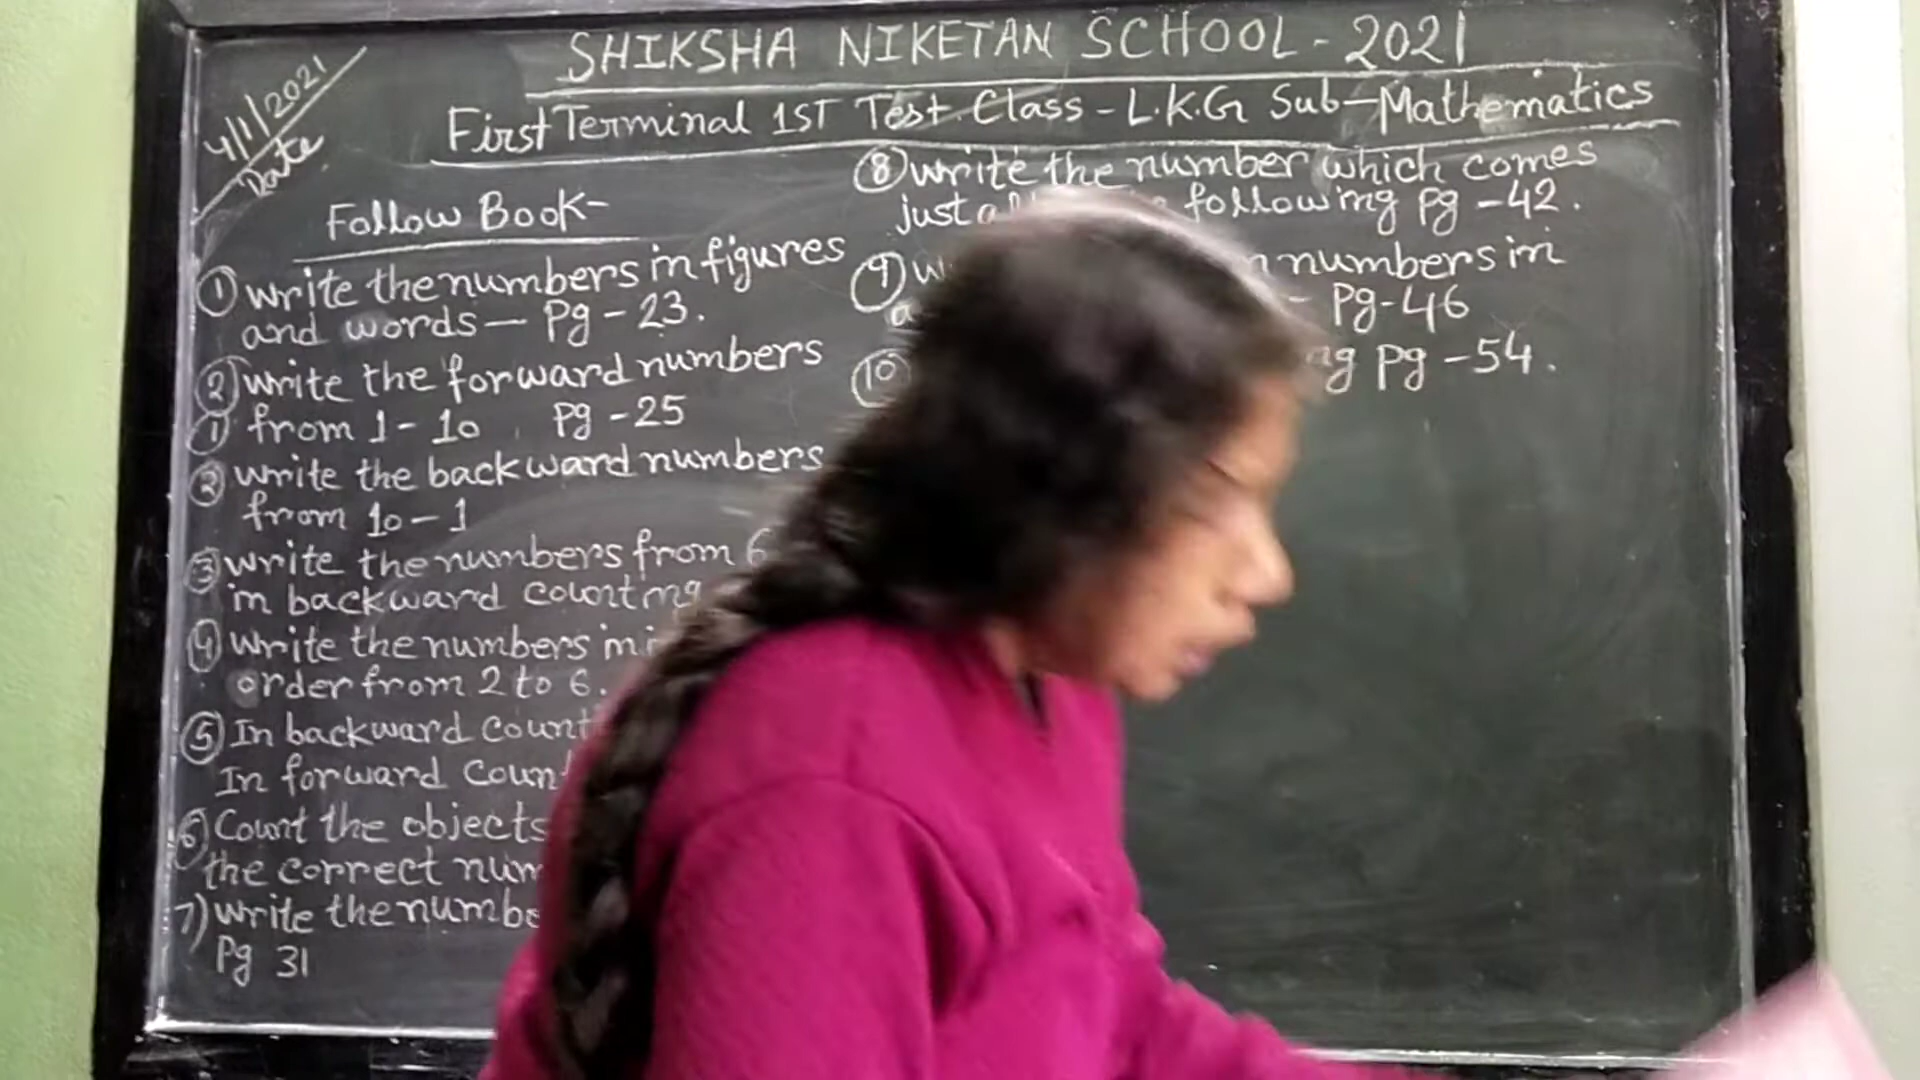 SHIKSHA NIKETAN SCHOOL - 2021
4/1/2021
Date
First Terminal 1ST Test Class - L.K.G Sub - Mathematics
Follow Book -
① write the numbers in figures
and words - Pg - 23.
② write the forward numbers
① from 1 - 10 Pg - 25
② write the backward numbers
from 10 - 1
③ write the numbers from 6
in backward counting
④ write the numbers in
order from 2 to 6.
⑤ In backward
In forward
⑥ Count the objects
the correct
7) write the
Pg 31
⑧ write the number which comes
just following Pg - 42.
⑨ numbers in
- Pg - 46
⑩ Pg - 54.